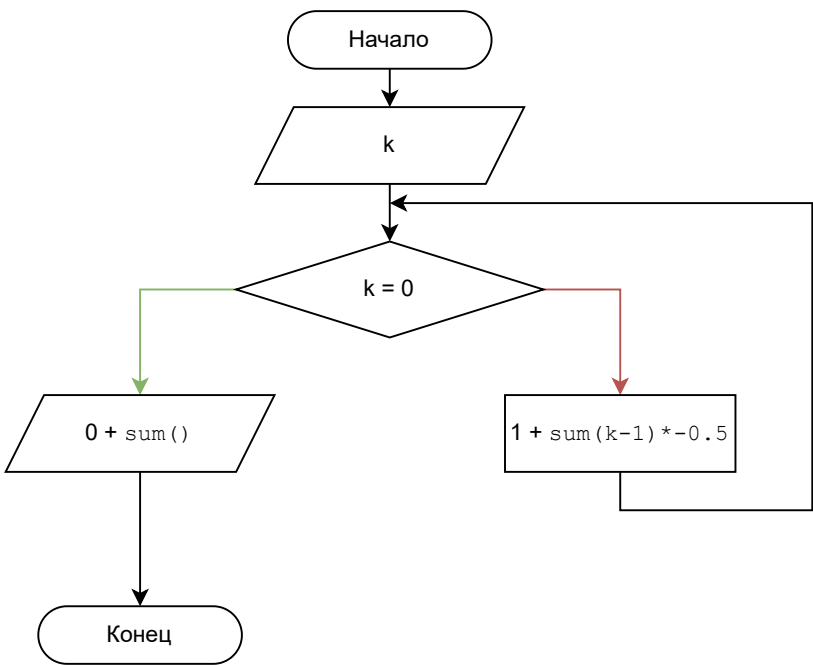 Начало
k
k = 0
0 + sum()
1 + sum(k-1)*-0.5
Конец